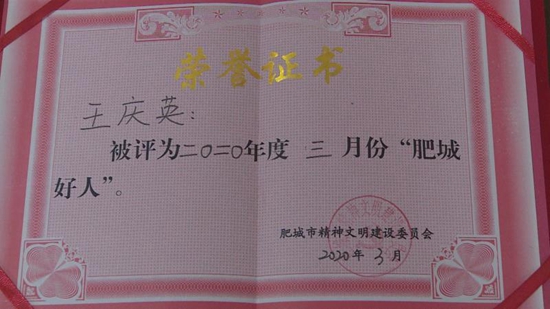 荣誉证书
王庆英：
被评为二〇二〇年度 三 月份“肥城
好人”。
肥城市精神文明建设委员会
2020年3月